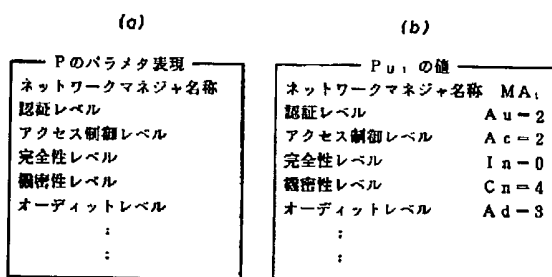 (a)
Pのパラメタ表現
ネットワークマネジャ名称
認証レベル
アクセス制御レベル
完全性レベル
機密性レベル
オーディットレベル
:
:
(b)
Pu₁の値
ネットワークマネジャ名称 MA₁
認証レベル Au=2
アクセス制御レベル Ac=2
完全性レベル In=0
機密性レベル Cn=4
オーディットレベル Ad=3
:
: